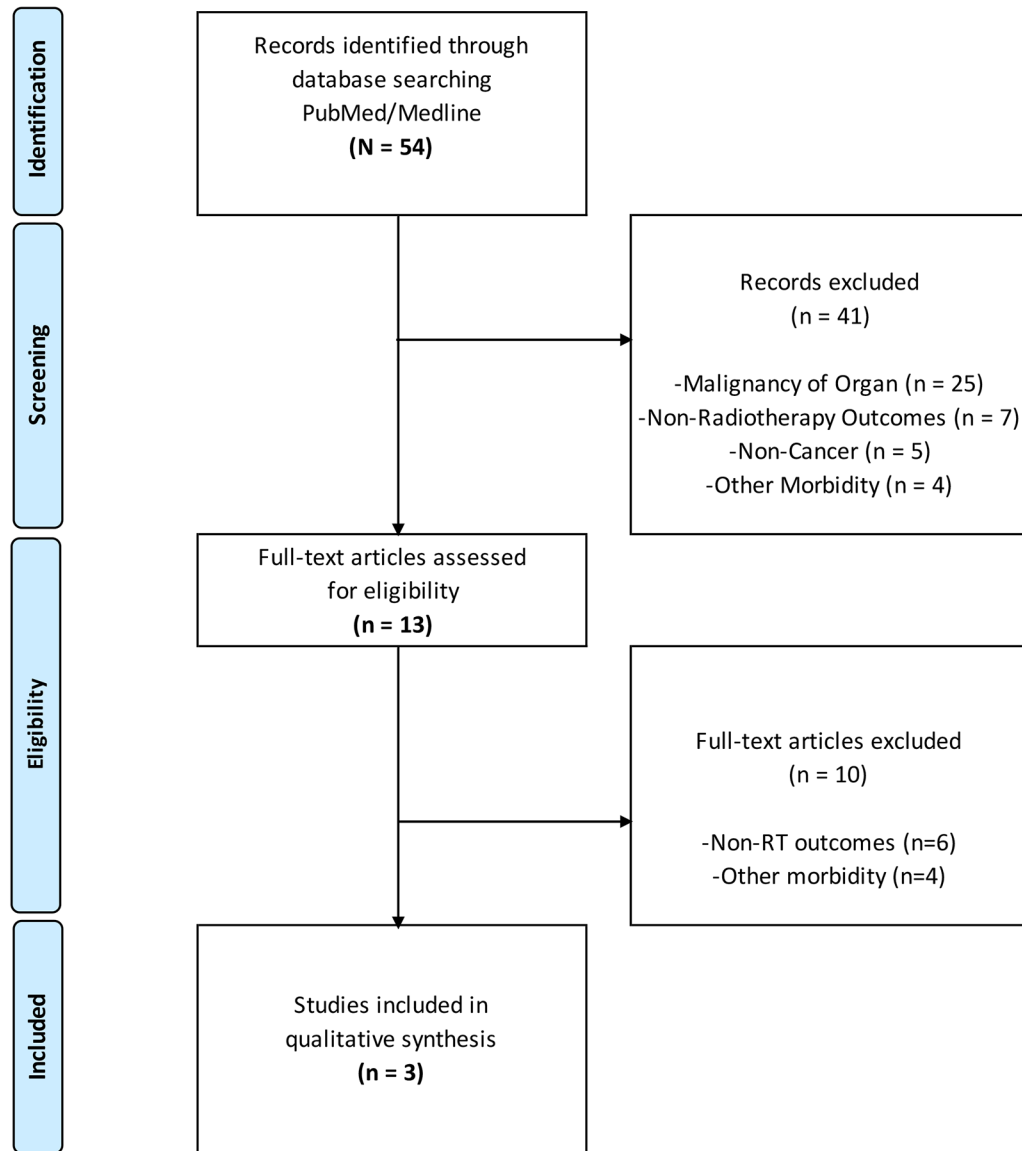 Identification
Records identified through
database searching
PubMed/Medline
(N = 54)
Screening
Records excluded
(n = 41)
-Malignancy of Organ (n = 25)
-Non-Radiotherapy Outcomes (n = 7)
-Non-Cancer (n = 5)
-Other Morbidity (n = 4)
Eligibility
Full-text articles assessed
for eligibility
(n = 13)
Full-text articles excluded
(n = 10)
-Non-RT outcomes (n=6)
-Other morbidity (n=4)
Included
Studies included in
qualitative synthesis
(n = 3)